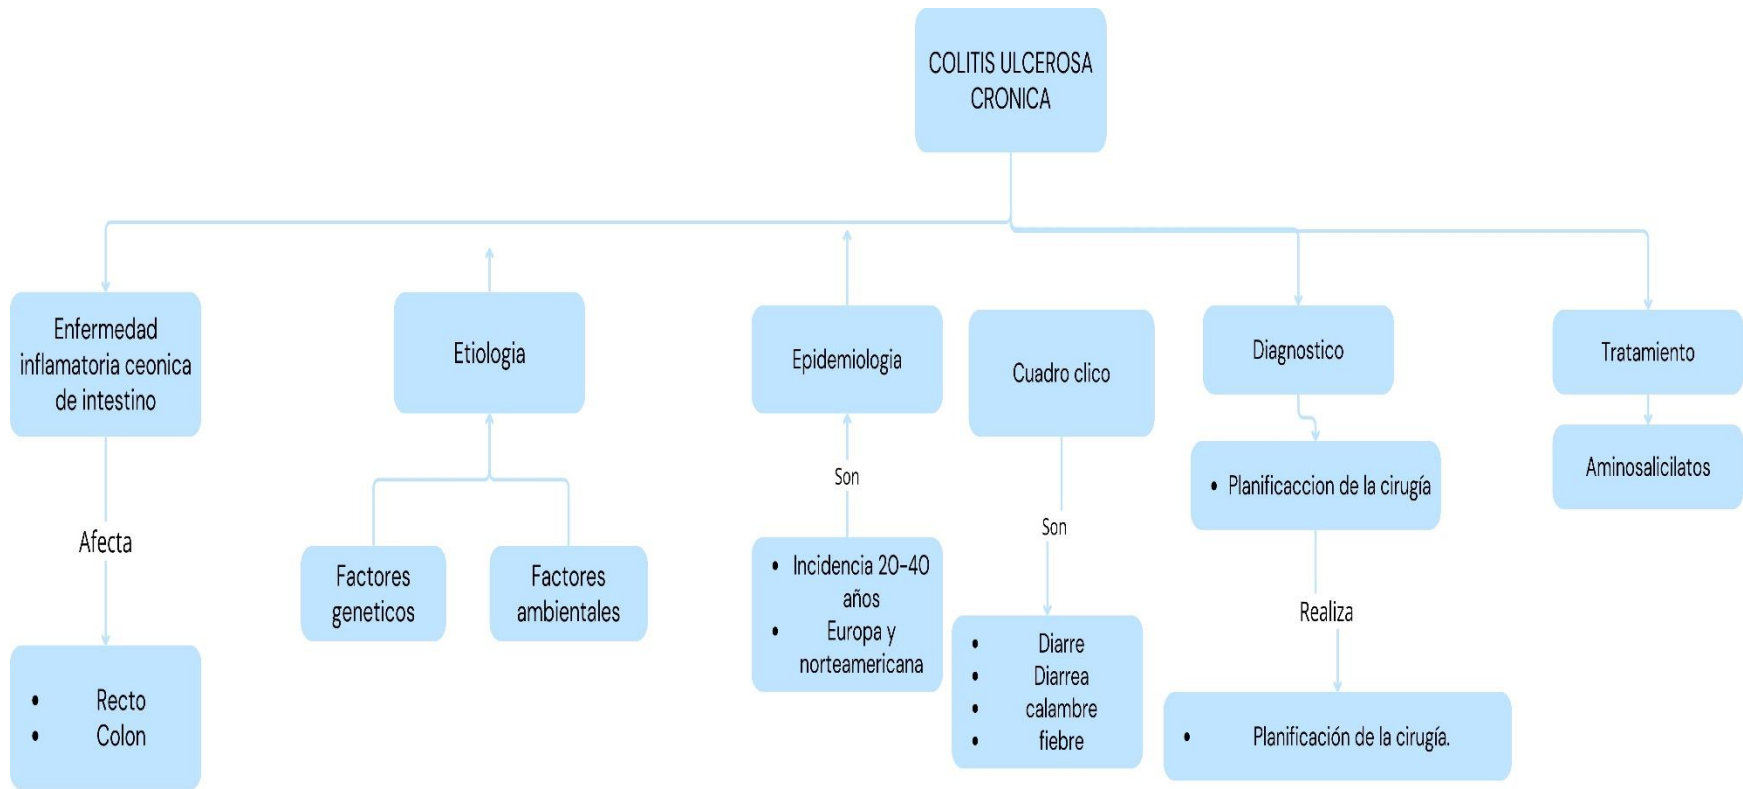 COLITIS ULCEROSA
CRONICA
Enfermedad
inflamatoria ceonica
de intestino
Afecta
• Recto
• Colon
Etiologia
Factores
geneticos
Factores
ambientales
Epidemiologia
Son
• Incidencia 20-40
años
• Europa y
norteamericana
Cuadro clico
Son
• Diarre
• Diarrea
• calambre
• fiebre
Diagnostico
• Planificaccion de la cirugía
Realiza
• Planificación de la cirugía.
Tratamiento
Aminosalicilatos